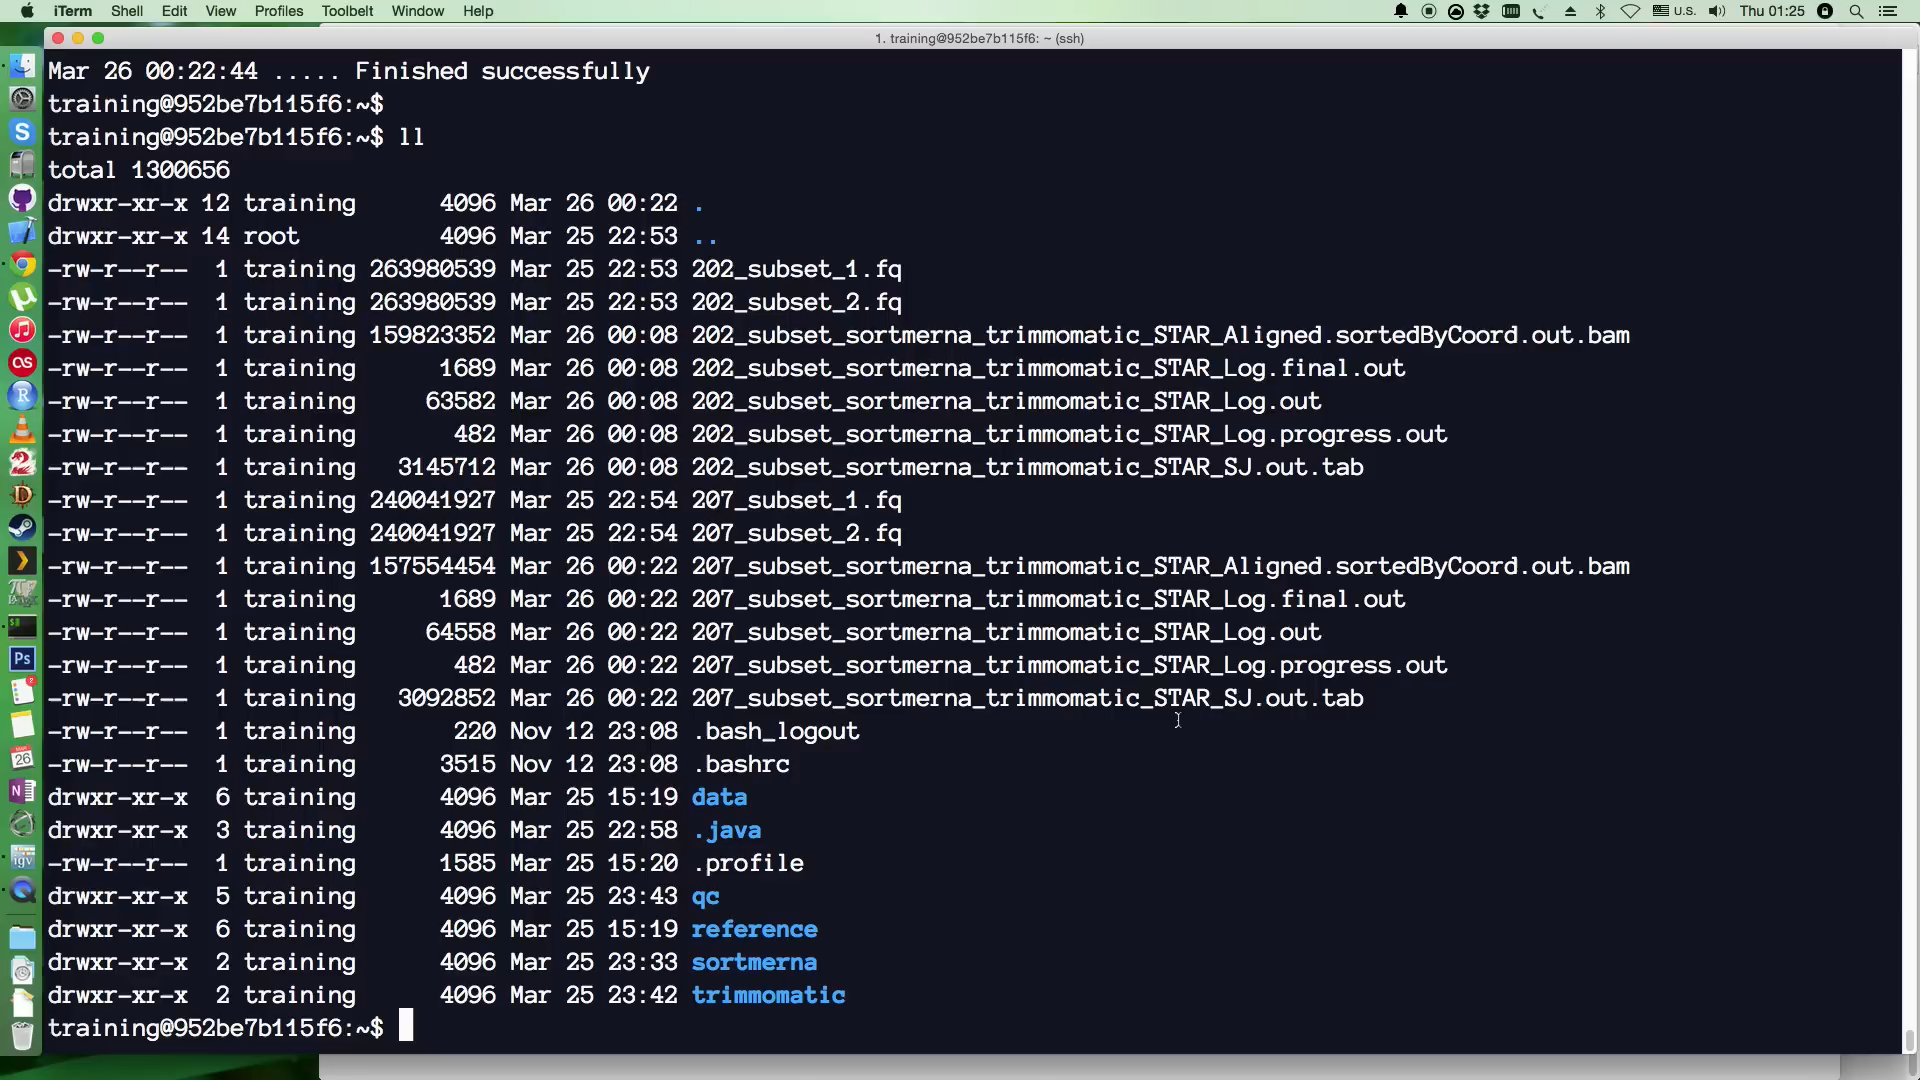 iTerm Shell Edit View Profiles Toolbelt Window Help U.S. Thu 01:25
1. training@952be7b115f6: ~ (ssh)
Mar 26 00:22:44 ..... Finished successfully
training@952be7b115f6:~$
training@952be7b115f6:~$ ll
total 1300656
drwxr-xr-x 12 training 4096 Mar 26 00:22 .
drwxr-xr-x 14 root 4096 Mar 25 22:53 ..
-rw-r--r-- 1 training 263980539 Mar 25 22:53 202_subset_1.fq
-rw-r--r-- 1 training 263980539 Mar 25 22:53 202_subset_2.fq
-rw-r--r-- 1 training 159823352 Mar 26 00:08 202_subset_sortmerna_trimmomatic_STAR_Aligned.sortedByCoord.out.bam
-rw-r--r-- 1 training 1689 Mar 26 00:08 202_subset_sortmerna_trimmomatic_STAR_Log.final.out
-rw-r--r-- 1 training 63582 Mar 26 00:08 202_subset_sortmerna_trimmomatic_STAR_Log.out
-rw-r--r-- 1 training 482 Mar 26 00:08 202_subset_sortmerna_trimmomatic_STAR_Log.progress.out
-rw-r--r-- 1 training 3145712 Mar 26 00:08 202_subset_sortmerna_trimmomatic_STAR_SJ.out.tab
-rw-r--r-- 1 training 240041927 Mar 25 22:54 207_subset_1.fq
-rw-r--r-- 1 training 240041927 Mar 25 22:54 207_subset_2.fq
-rw-r--r-- 1 training 157554454 Mar 26 00:22 207_subset_sortmerna_trimmomatic_STAR_Aligned.sortedByCoord.out.bam
-rw-r--r-- 1 training 1689 Mar 26 00:22 207_subset_sortmerna_trimmomatic_STAR_Log.final.out
-rw-r--r-- 1 training 64558 Mar 26 00:22 207_subset_sortmerna_trimmomatic_STAR_Log.out
-rw-r--r-- 1 training 482 Mar 26 00:22 207_subset_sortmerna_trimmomatic_STAR_Log.progress.out
-rw-r--r-- 1 training 3092852 Mar 26 00:22 207_subset_sortmerna_trimmomatic_STAR_SJ.out.tab
-rw-r--r-- 1 training 220 Nov 12 23:08 .bash_logout
-rw-r--r-- 1 training 3515 Nov 12 23:08 .bashrc
drwxr-xr-x 6 training 4096 Mar 25 15:19 data
drwxr-xr-x 3 training 4096 Mar 25 22:58 .java
-rw-r--r-- 1 training 1585 Mar 25 15:20 .profile
drwxr-xr-x 5 training 4096 Mar 25 23:43 qc
drwxr-xr-x 6 training 4096 Mar 25 15:19 reference
drwxr-xr-x 2 training 4096 Mar 25 23:33 sortmerna
drwxr-xr-x 2 training 4096 Mar 25 23:42 trimmomatic
training@952be7b115f6:~$